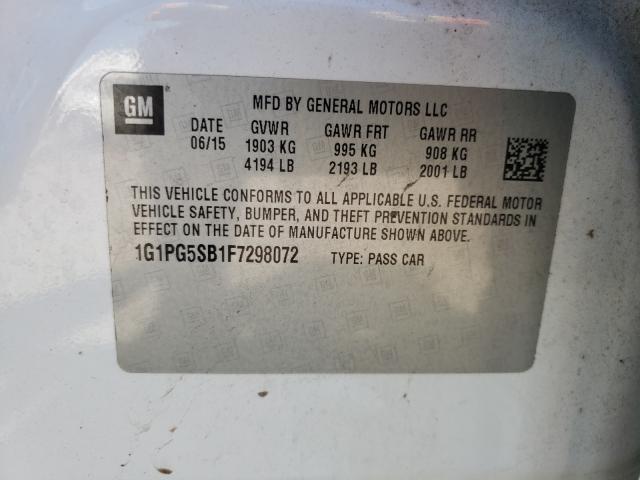 GM
MFD BY GENERAL MOTORS LLC
DATE GVWR GAWR FRT GAWR RR
06/15 1903 KG 995 KG 908 KG
4194 LB 2193 LB 2001 LB
THIS VEHICLE CONFORMS TO ALL APPLICABLE U.S. FEDERAL MOTOR
VEHICLE SAFETY, BUMPER, AND THEFT PREVENTION STANDARDS IN
EFFECT ON THE DATE OF MANUFACTURE SHOWN ABOVE.
1G1PG5SB1F7298072 TYPE: PASS CAR